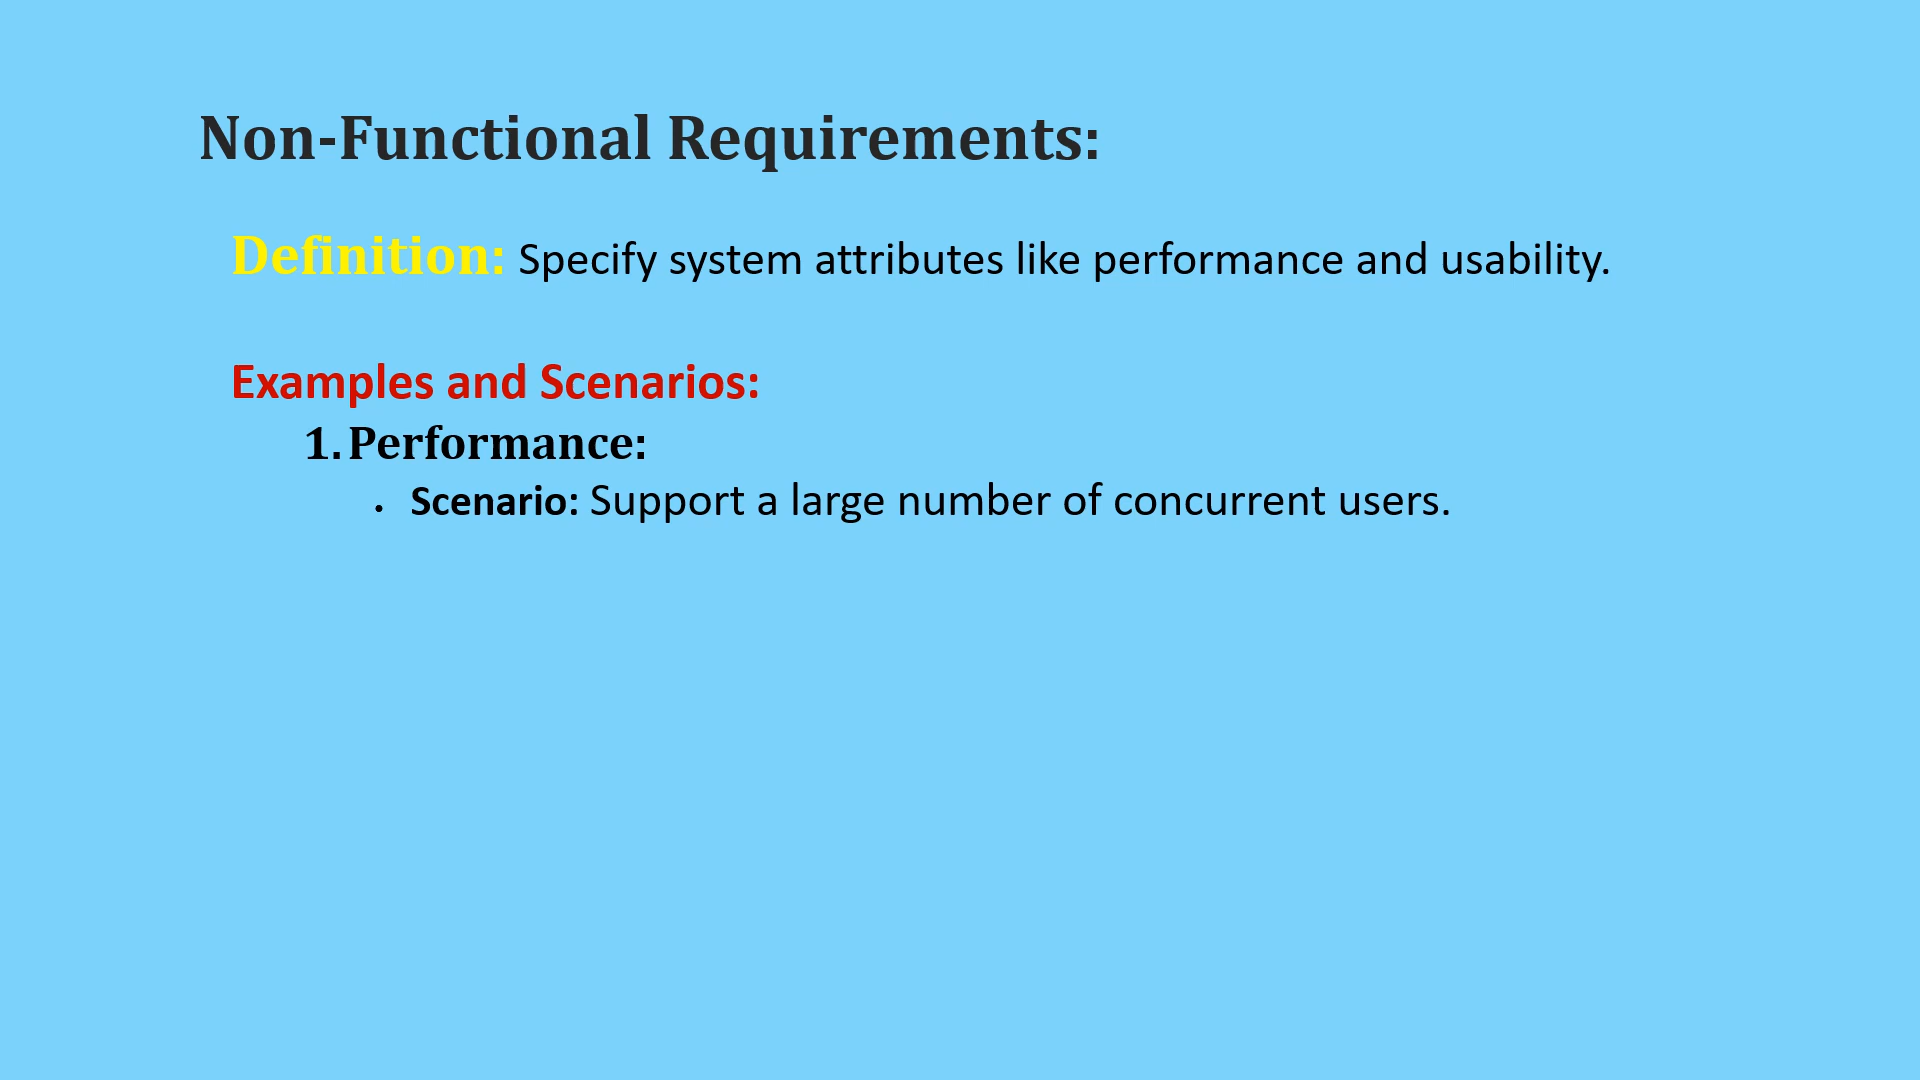 Non-Functional Requirements:
Definition: Specify system attributes like performance and usability.
Examples and Scenarios:
1. Performance:
• Scenario: Support a large number of concurrent users.